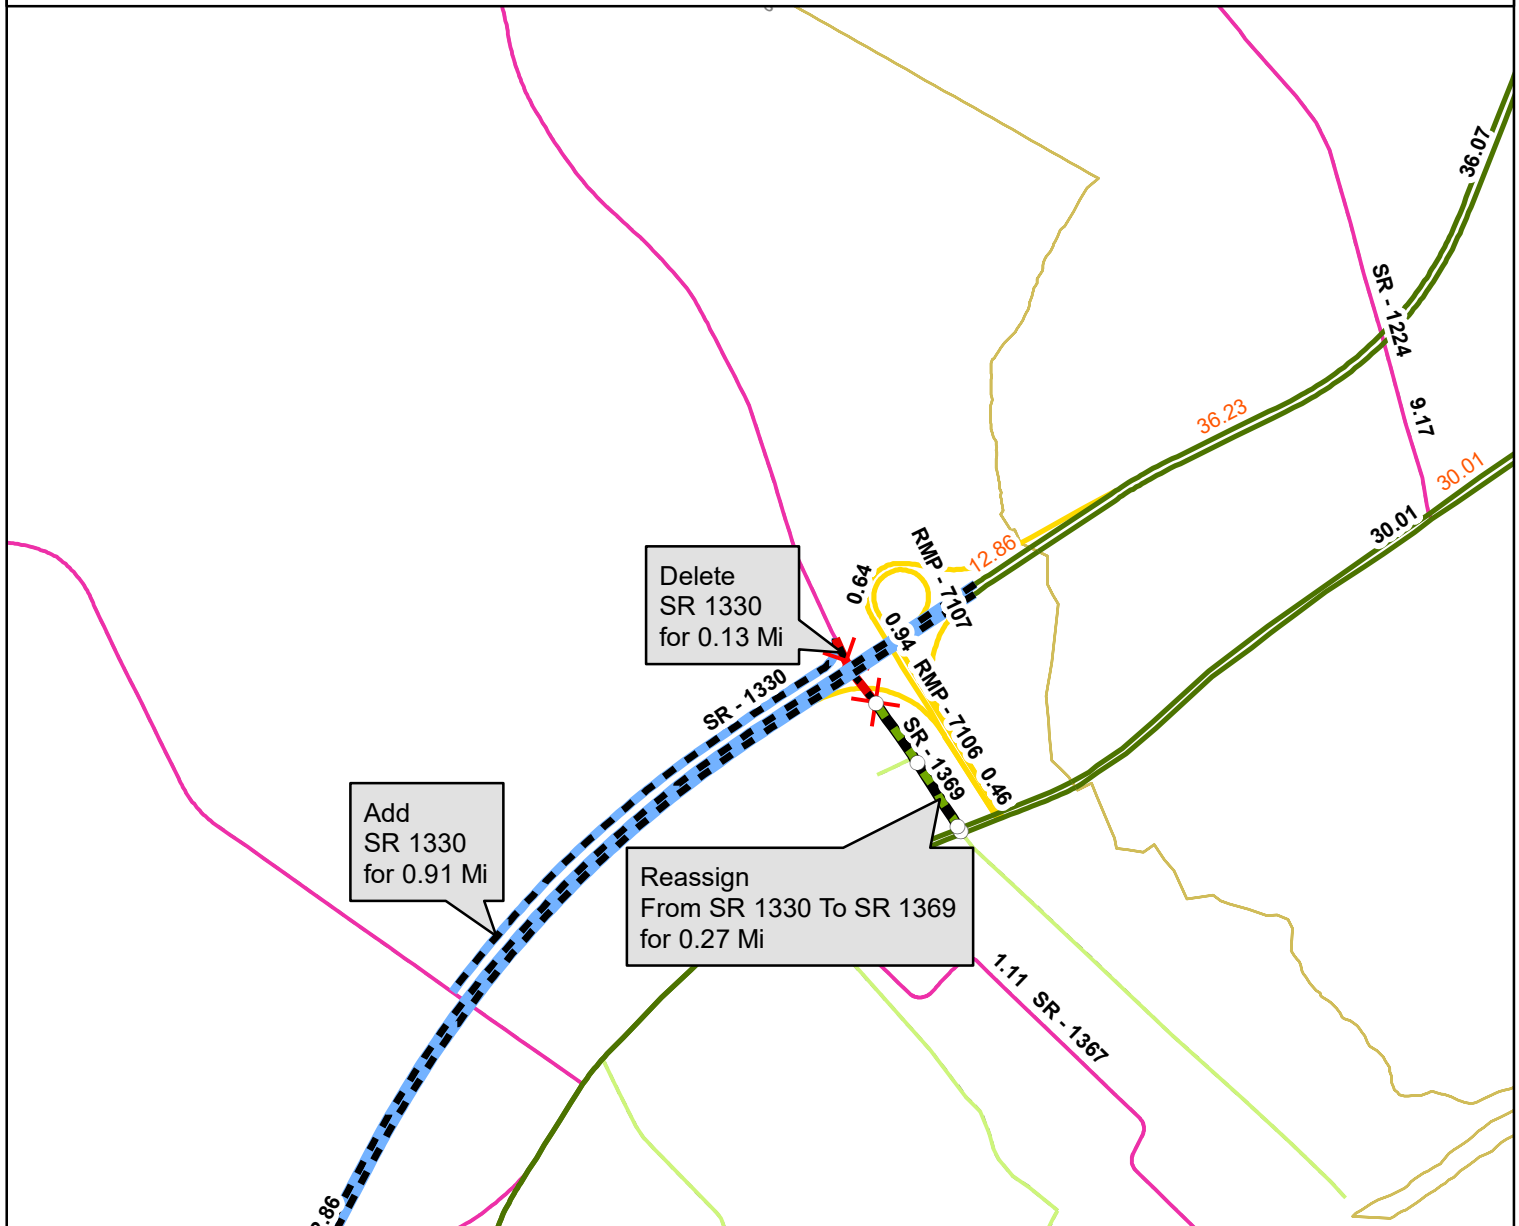 36.07
SR - 1224
9.17
36.23
30.01
30.01
12.86
RMP - 7107
0.64
0.94
Delete
SR 1330
for 0.13 Mi
SR - 1330
RMP - 7106
0.46
SR - 1369
Add
SR 1330
for 0.91 Mi
Reassign
From SR 1330 To SR 1369
for 0.27 Mi
1.11
SR - 1367
.86